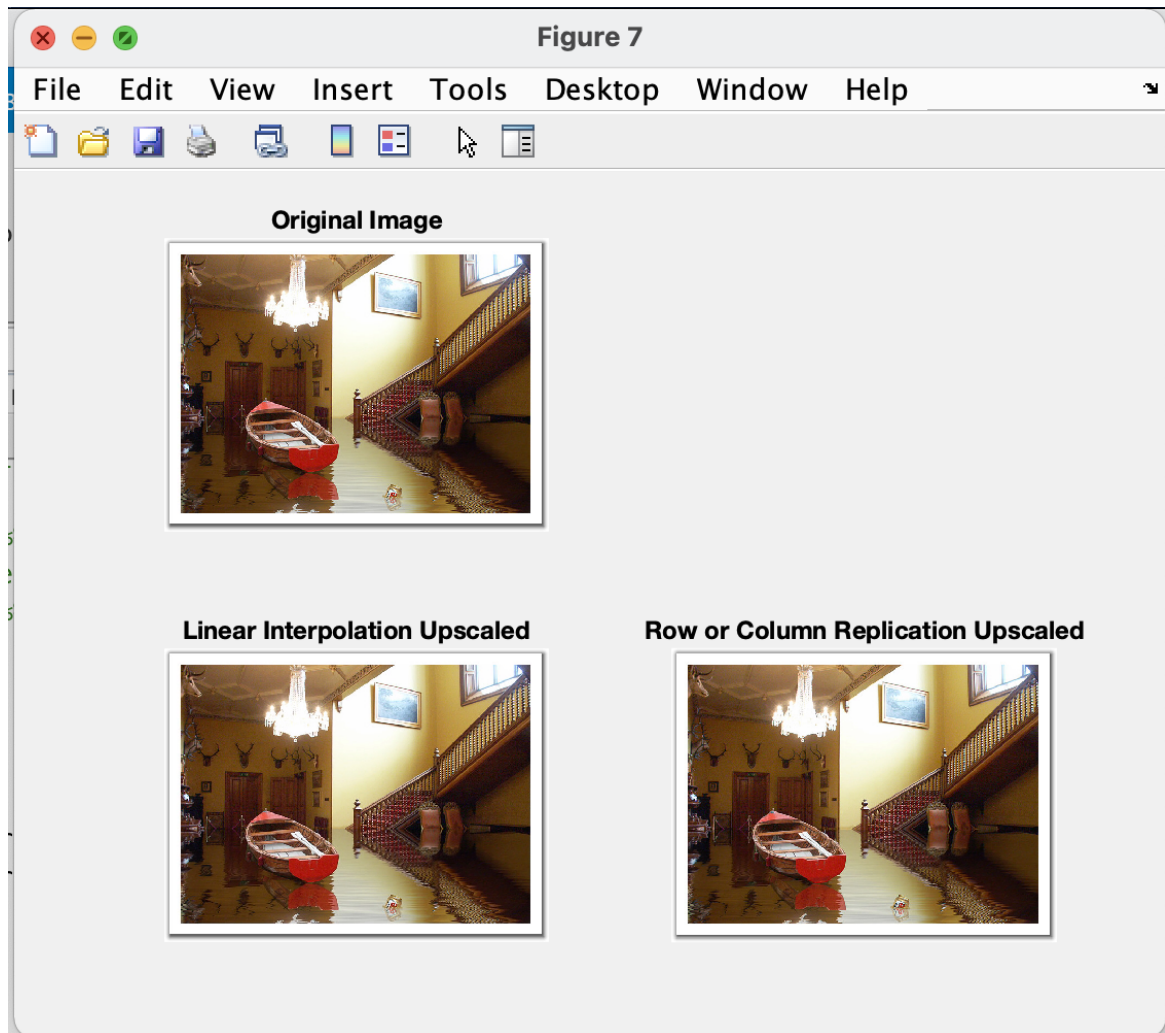 Figure 7
File Edit View Insert Tools Desktop Window Help
Original Image
Linear Interpolation Upscaled
Row or Column Replication Upscaled